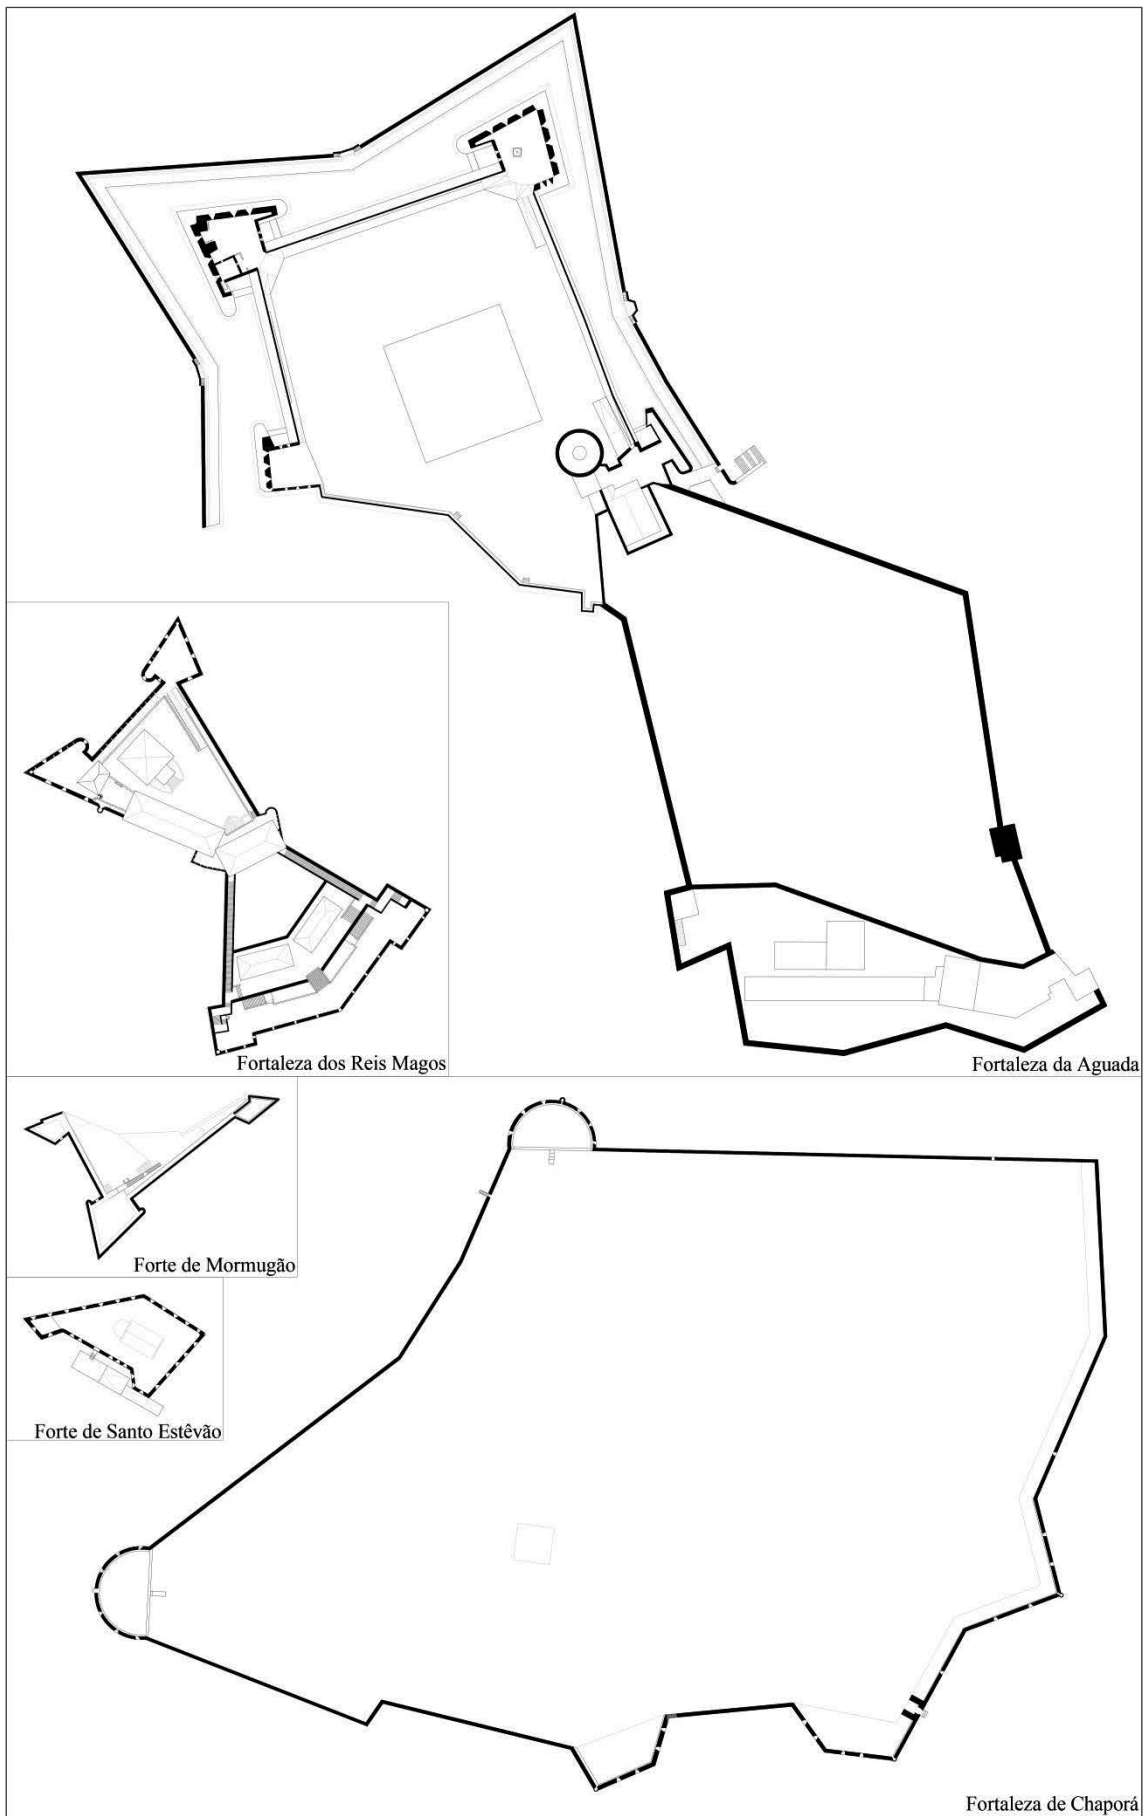 Fortaleza dos Reis Magos
Fortaleza da Aguada
Forte de Mormugão
Forte de Santo Estêvão
Fortaleza de Chaporá